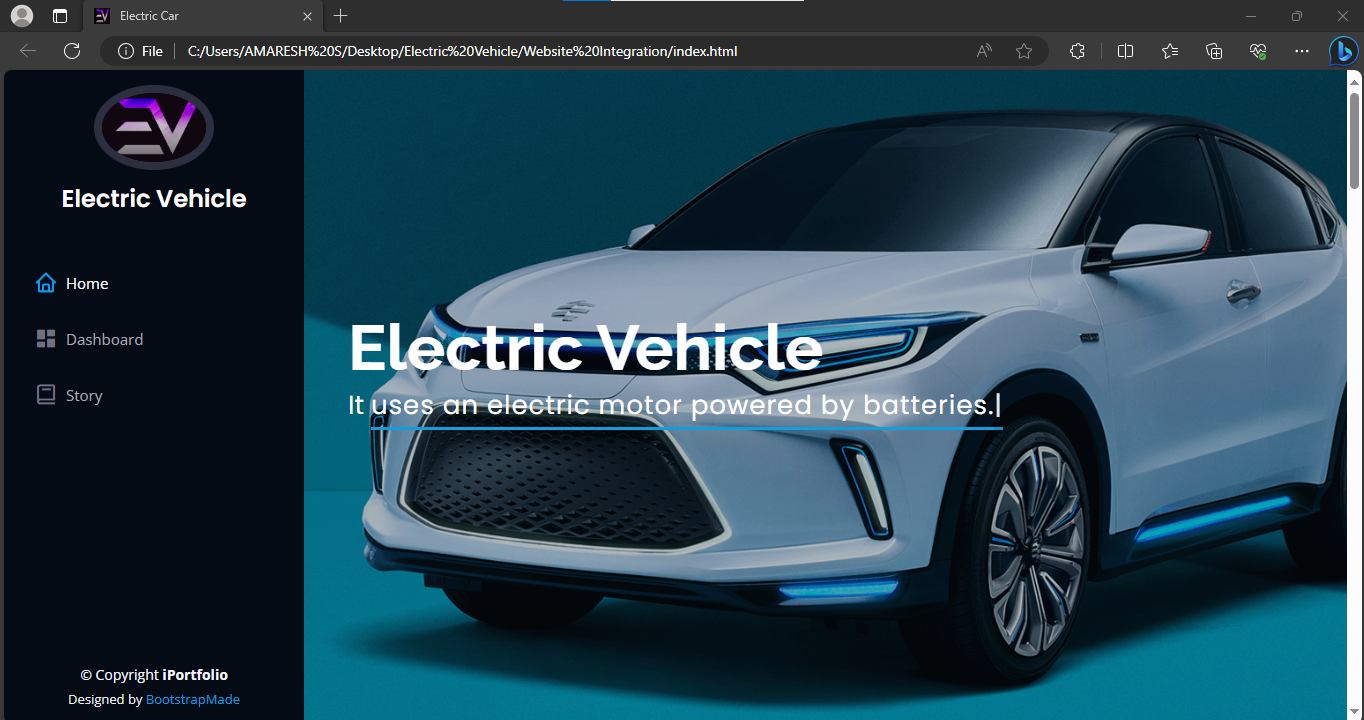 Electric Car
File
C:/Users/AMARESH%20S/Desktop/Electric%20Vehicle/Website%20Integration/index.html
EV
Electric Vehicle
Home
Dashboard
Story
© Copyright iPortfolio
Designed by BootstrapMade
Electric Vehicle
It uses an electric motor powered by batteries.|